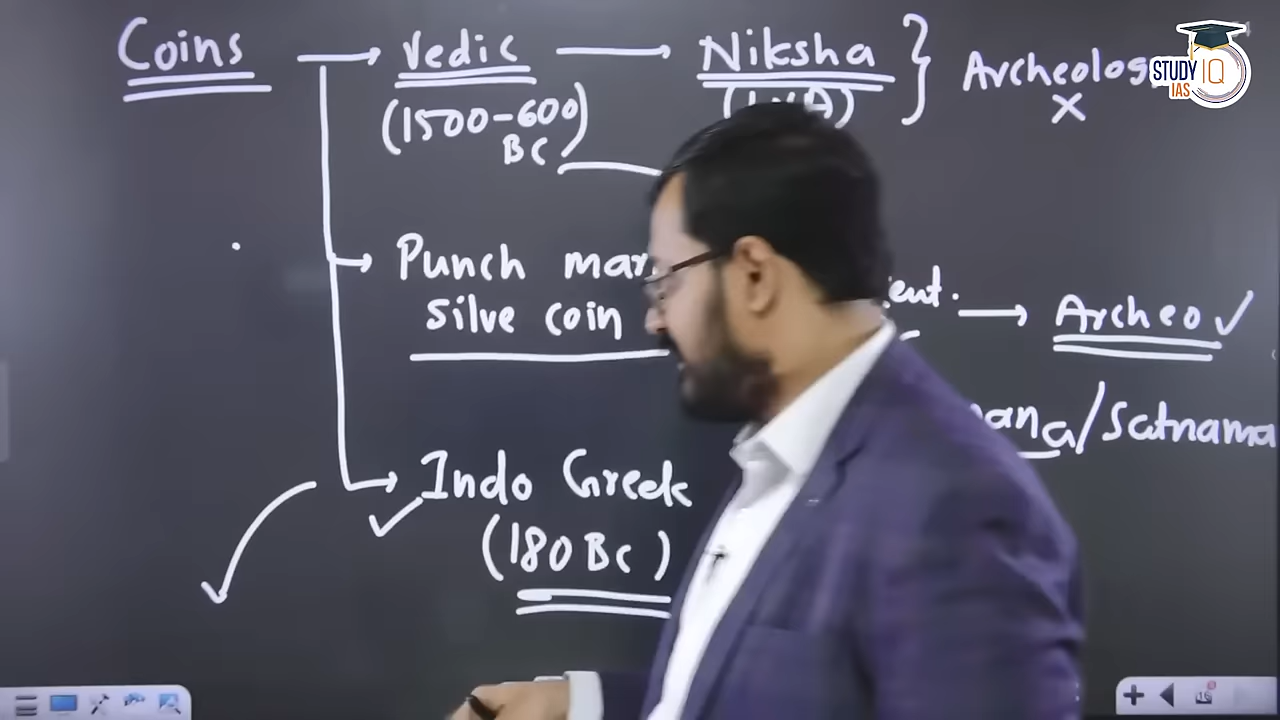 Coins → Vedic → Niksha } Archeolog
(1500-600) X
BC
Punch mar
silve coin → Archeo ✓
ana/Satnama
Indo Greek
(180 BC)
STUDY IQ
IAS
16